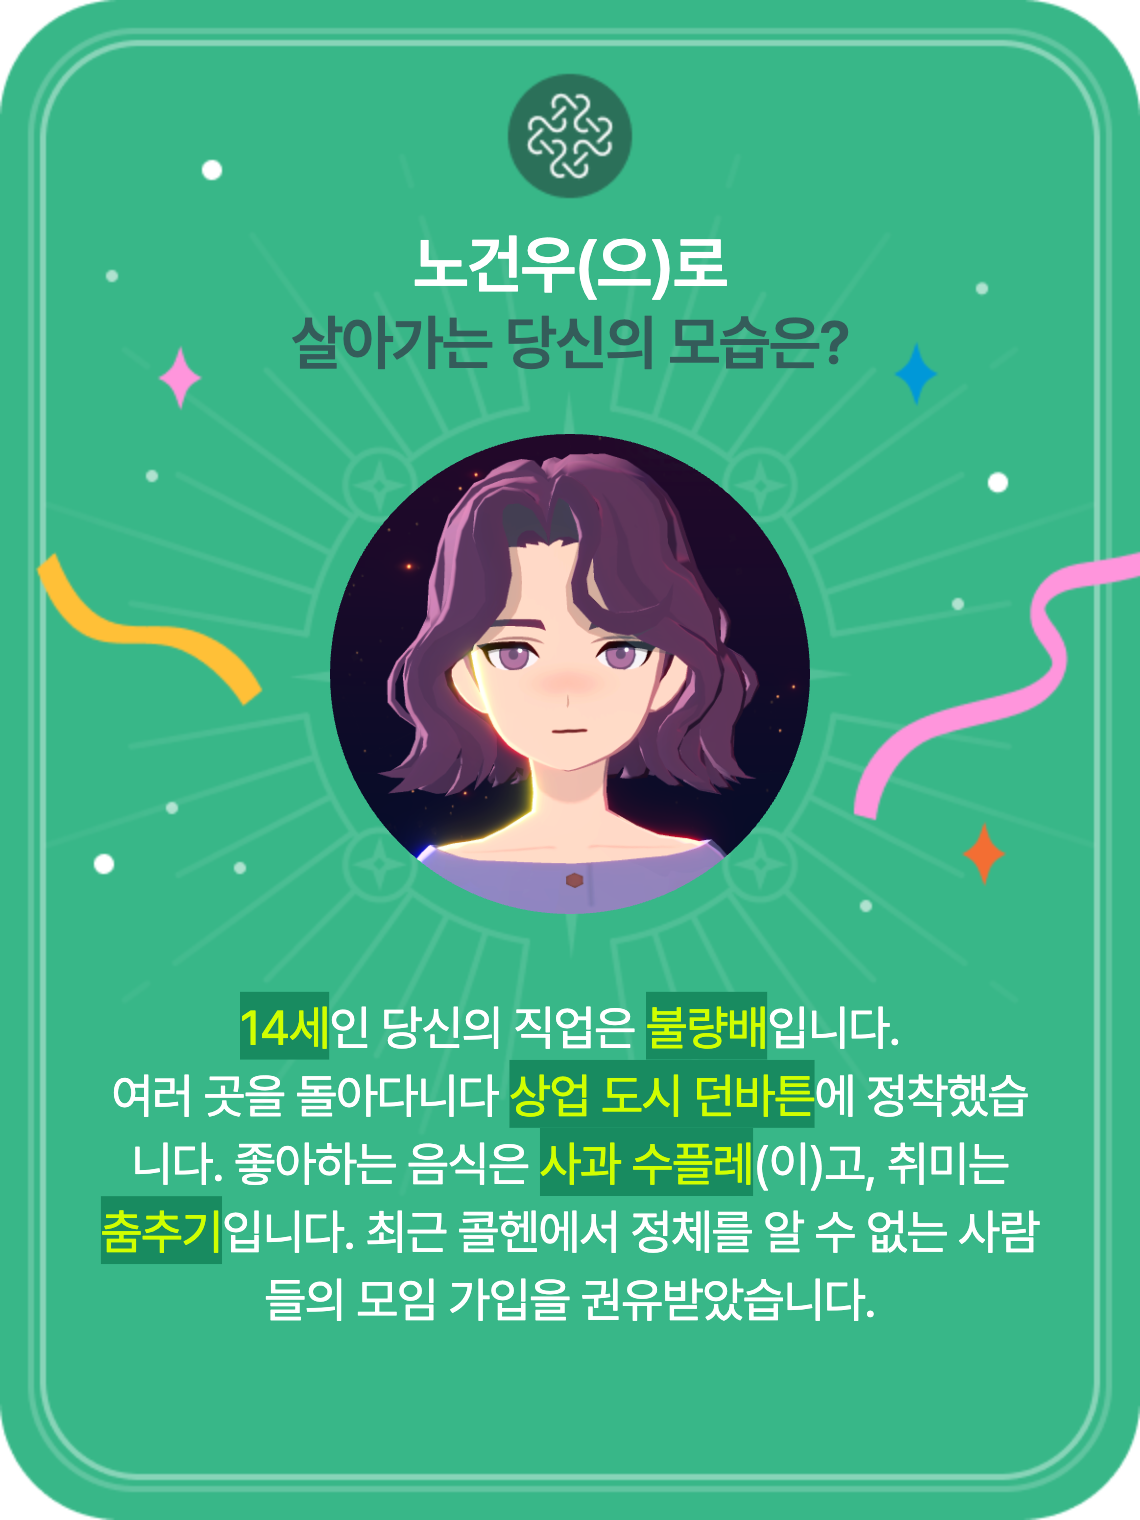 노건우(으)로
살아가는 당신의 모습은?
14세인 당신의 직업은 불량배입니다.
여러 곳을 돌아다니다 상업 도시 던바튼에 정착했습
니다. 좋아하는 음식은 사과 수플레(이)고, 취미는
춤추기입니다. 최근 콜헨에서 정체를 알 수 없는 사람
들의 모임 가입을 권유받았습니다.